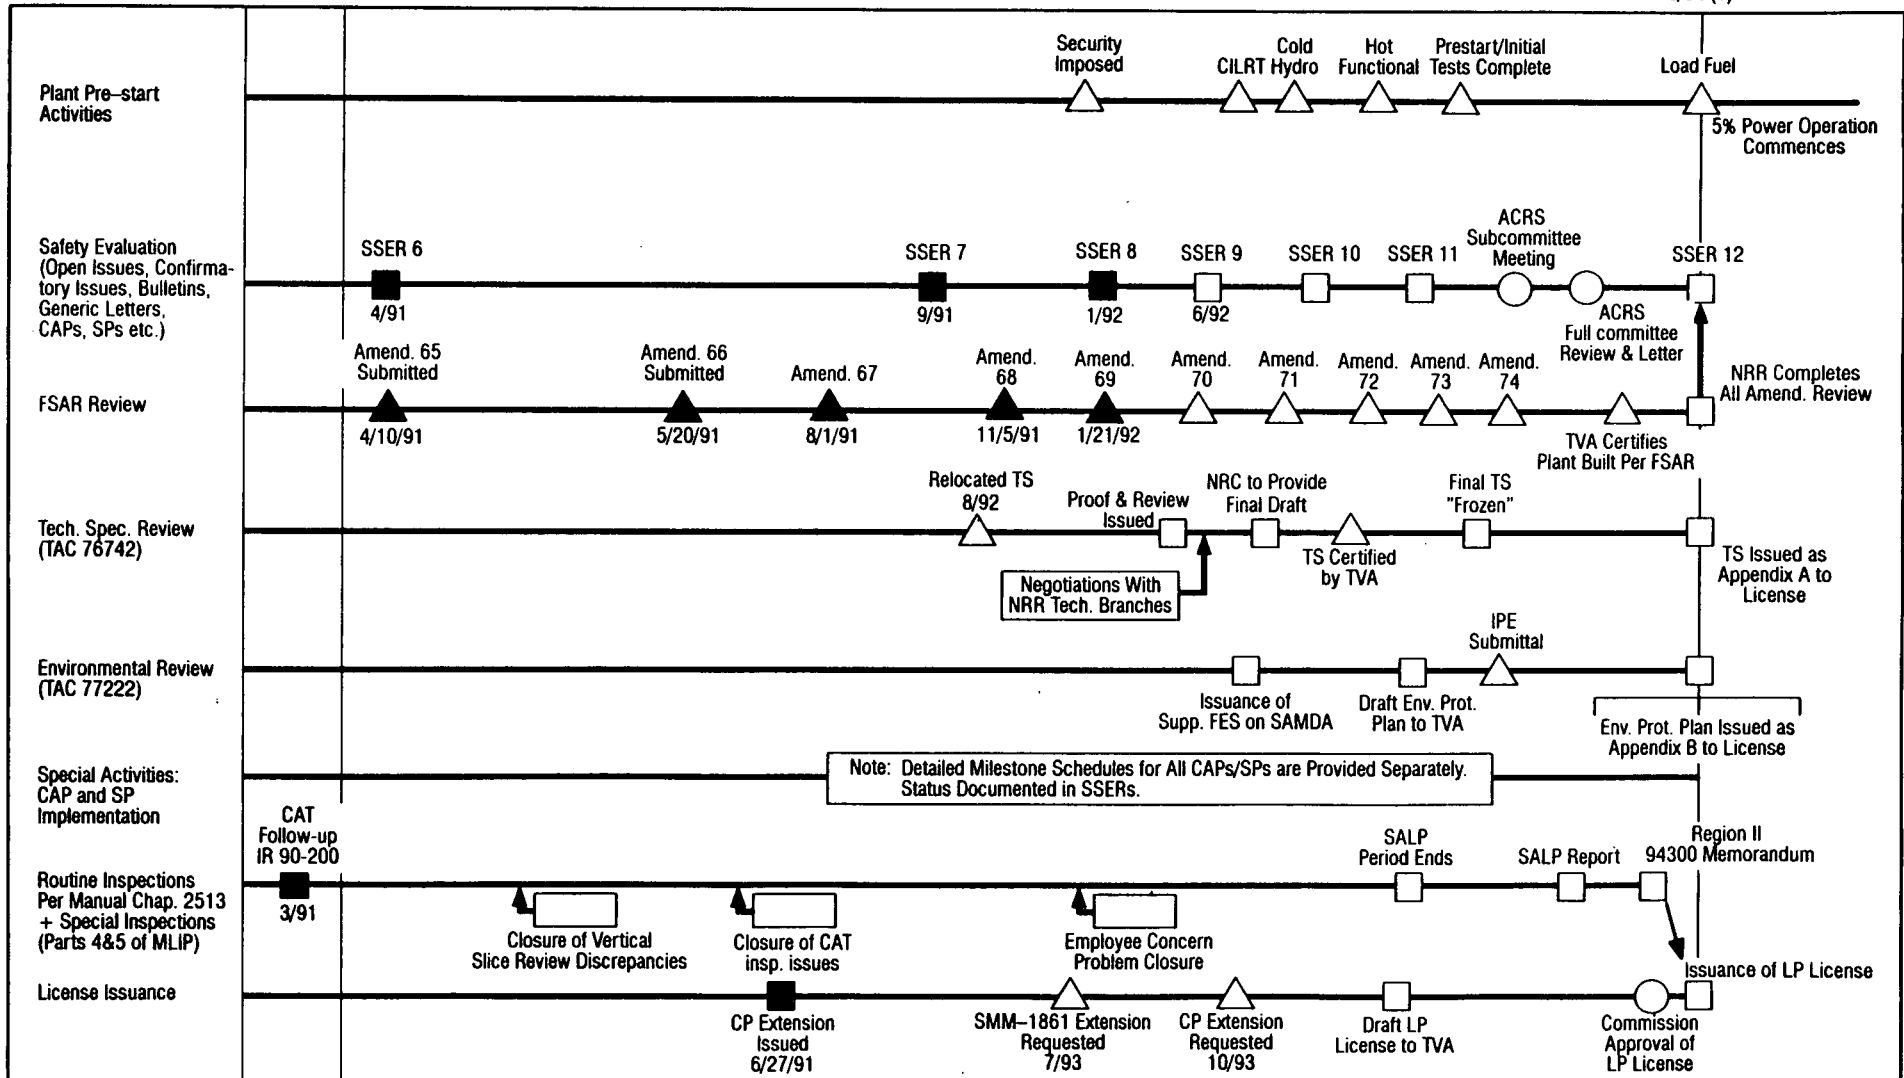 Plant Pre-start
Activities
Security
Imposed
CILRT
Cold
Hydro
Hot
Functional
Prestart/Initial
Tests Complete
Load Fuel
5% Power Operation
Commences
Safety Evaluation
(Open Issues, Confirma-
tory Issues, Bulletins,
Generic Letters,
CAPs, SPs etc.)
SSER 6
4/91
SSER 7
9/91
SSER 8
1/92
SSER 9
6/92
SSER 10
SSER 11
ACRS
Subcommittee
Meeting
ACRS
Full committee
Review & Letter
SSER 12
FSAR Review
Amend. 65
Submitted
4/10/91
Amend. 66
Submitted
5/20/91
Amend. 67
8/1/91
Amend.
68
11/5/91
Amend.
69
1/21/92
Amend.
70
Amend.
71
Amend.
72
Amend.
73
Amend.
74
TVA Certifies
Plant Built Per FSAR
NRR Completes
All Amend. Review
Tech. Spec. Review
(TAC 76742)
Relocated TS
8/92
Proof & Review
Issued
Negotiations With
NRR Tech. Branches
NRC to Provide
Final Draft
TS Certified
by TVA
Final TS
"Frozen"
TS Issued as
Appendix A to
License
Environmental Review
(TAC 77222)
Issuance of
Supp. FES on SAMDA
Draft Env. Prot.
Plan to TVA
IPE
Submittal
Env. Prot. Plan Issued as
Appendix B to License
Special Activities:
CAP and SP
Implementation
Note: Detailed Milestone Schedules for All CAPs/SPs are Provided Separately.
Status Documented in SSERs.
Routine Inspections
Per Manual Chap. 2513
+ Special Inspections
(Parts 4&5 of MLIP)
CAT
Follow-up
IR 90-200
3/91
Closure of Vertical
Slice Review Discrepancies
Closure of CAT
insp. issues
Employee Concern
Problem Closure
SALP
Period Ends
SALP Report
Region II
94300 Memorandum
License Issuance
CP Extension
Issued
6/27/91
SMM-1861 Extension
Requested
7/93
CP Extension
Requested
10/93
Draft LP
License to TVA
Commission
Approval of
LP License
Issuance of LP License